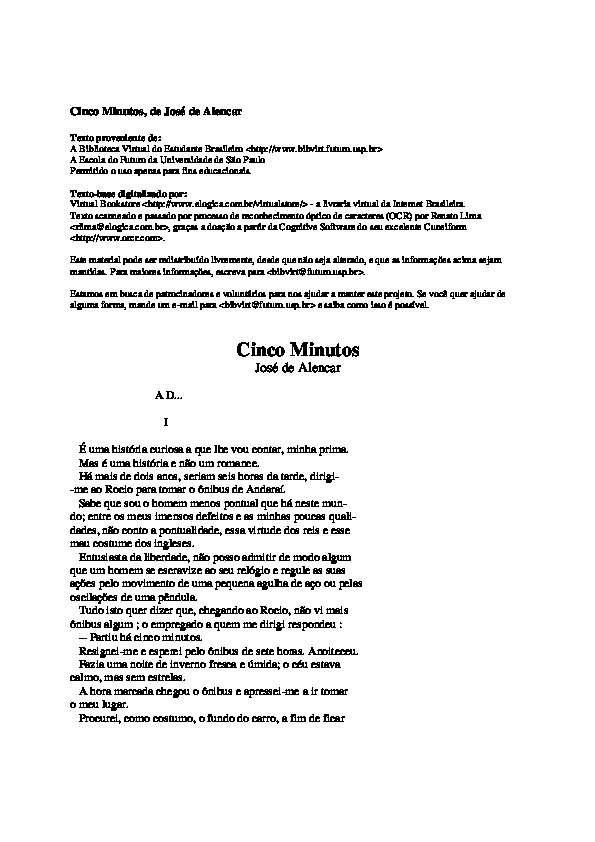 Cinco Minutos, de José de Alencar
Texto proveniente de:
A Biblioteca Virtual do Estudante Brasileiro <http://www.bibvirt.futuro.usp.br>
A Escola do Futuro da Universidade de São Paulo
Permitido o uso apenas para fins educacionais.
Texto-base digitalizado por:
Virtual Bookstore <http://www.elogica.com.br/virtualstore/> - a livraria virtual da Internet Brasileira.
Texto scanneado e passado por processo de reconhecimento óptico de caracteres (OCR) por Renato Lima
<rlima@elogica.com.br>, graças a doação a partir da Cognitive Software do seu excelente Cuneiform
<http://www.orcr.com>.
Este material pode ser redistribuído livremente, desde que não seja alterado, e que as informações acima sejam
mantidas. Para maiores informações, escreva para <bibvirt@futuro.usp.br>.
Estamos em busca de patrocinadores e voluntários para nos ajudar a manter este projeto. Se você quer ajudar de
alguma forma, mande um e-mail para <bibvirt@futuro.usp.br> e saiba como isso é possível.
Cinco Minutos
José de Alencar
A D...
I
É uma história curiosa a que lhe vou contar, minha prima.
Mas é uma história e não um romance.
Há mais de dois anos, seriam seis horas da tarde, dirigi-
-me ao Rocio para tomar o ônibus de Andaraí.
Sabe que sou o homem menos pontual que há neste mun-
do; entre os meus imensos defeitos e as minhas poucas quali-
dades, não conto a pontualidade, essa virtude dos reis e esse
mau costume dos ingleses.
Entusiasta da liberdade, não posso admitir de modo algum
que um homem se escravize ao seu relógio e regule as suas
ações pelo movimento de uma pequena agulha de aço ou pelas
oscilações de uma pêndula.
Tudo isto quer dizer que, chegando ao Rocio, não vi mais
ônibus algum ; o empregado a quem me dirigi respondeu :
-- Partiu há cinco minutos.
Resignei-me e esperei pelo ônibus de sete horas. Anoiteceu.
Fazia uma noite de inverno fresca e úmida; o céu estava
calmo, mas sem estrelas.
A hora marcada chegou o ônibus e apressei-me a ir tomar
o meu lugar.
Procurei, como costumo, o fundo do carro, a fim de ficar